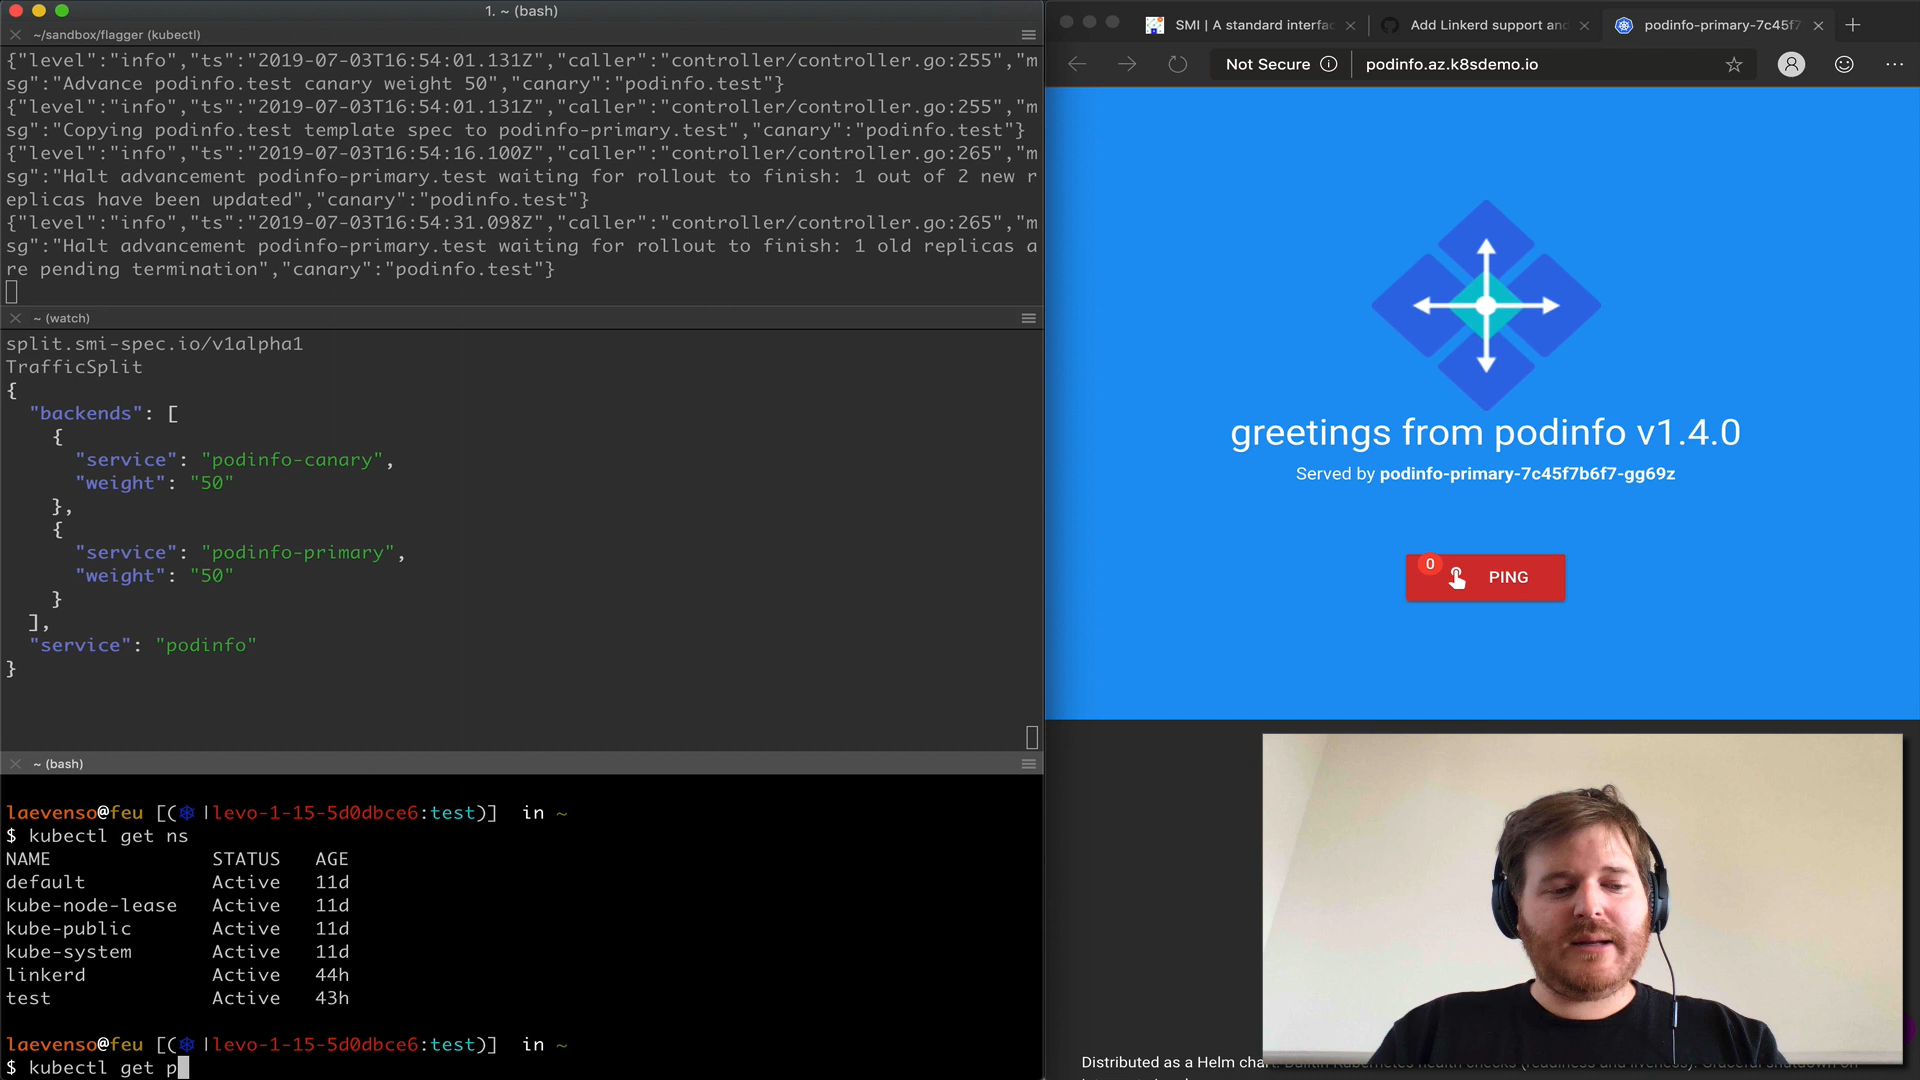 1. ~ (bash)
~/sandbox/flagger (kubectl)
{"level":"info","ts":"2019-07-03T16:54:01.131Z","caller":"controller/controller.go:255","m
sg":"Advance podinfo.test canary weight 50","canary":"podinfo.test"}
{"level":"info","ts":"2019-07-03T16:54:01.131Z","caller":"controller/controller.go:255","m
sg":"Copying podinfo.test template spec to podinfo-primary.test","canary":"podinfo.test"}
{"level":"info","ts":"2019-07-03T16:54:16.100Z","caller":"controller/controller.go:265","m
sg":"Halt advancement podinfo-primary.test waiting for rollout to finish: 1 out of 2 new r
eplicas have been updated","canary":"podinfo.test"}
{"level":"info","ts":"2019-07-03T16:54:31.098Z","caller":"controller/controller.go:265","m
sg":"Halt advancement podinfo-primary.test waiting for rollout to finish: 1 old replicas a
re pending termination","canary":"podinfo.test"}
~ (watch)
split.smi-spec.io/v1alpha1
TrafficSplit
{
"backends": [
{
"service": "podinfo-canary",
"weight": "50"
},
{
"service": "podinfo-primary",
"weight": "50"
}
],
"service": "podinfo"
}
~ (bash)
laevenso@feu [(⎈ |levo-1-15-5d0dbce6:test)] in ~
$ kubectl get ns
NAME STATUS AGE
default Active 11d
kube-node-lease Active 11d
kube-public Active 11d
kube-system Active 11d
linkerd Active 44h
test Active 43h
laevenso@feu [(⎈ |levo-1-15-5d0dbce6:test)] in ~
$ kubectl get p
SMI | A standard interfac
Add Linkerd support and
podinfo-primary-7c45f7
Not Secure
podinfo.az.k8sdemo.io
greetings from podinfo v1.4.0
Served by podinfo-primary-7c45f7b6f7-gg69z
0
PING
Distributed as a Helm char